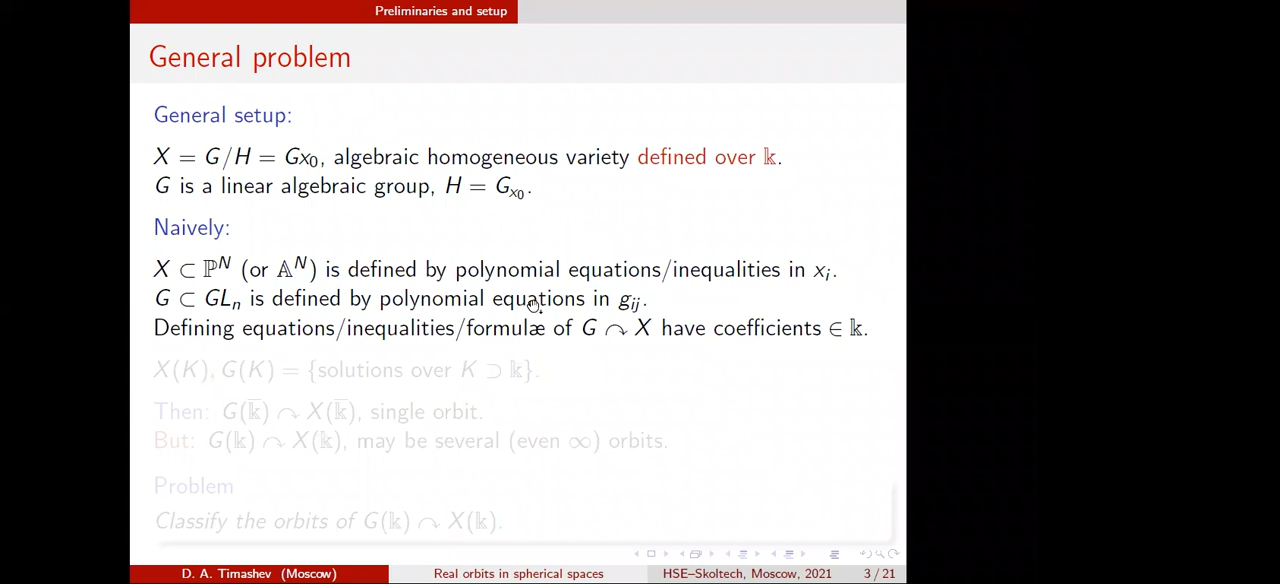 Preliminaries and setup
General problem
General setup:
X = G/H = Gx₀, algebraic homogeneous variety defined over 𝕜.
G is a linear algebraic group, H = G_{x₀}.
Naively:
X ⊂ ℙᴺ (or 𝔸ᴺ) is defined by polynomial equations/inequalities in xᵢ.
G ⊂ GLₙ is defined by polynomial equations in gᵢⱼ.
Defining equations/inequalities/formulæ of G ↷ X have coefficients ∈ 𝕜.
X(K), G(K) = {solutions over K ⊃ 𝕜}.
Then: G(𝕜̄) ↷ X(𝕜̄), single orbit.
But: G(𝕜) ↷ X(𝕜), may be several (even ∞) orbits.
Problem
Classify the orbits of G(𝕜) ↷ X(𝕜).
D. A. Timashev (Moscow) Real orbits in spherical spaces HSE–Skoltech, Moscow, 2021 3 / 21